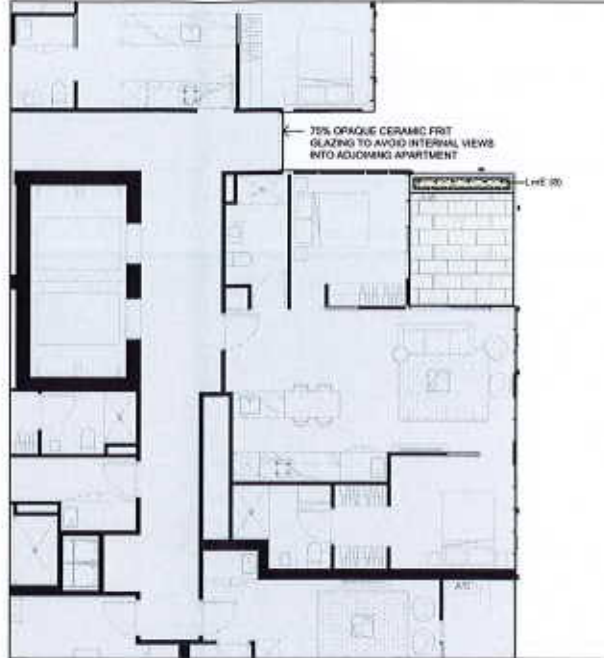 75% OPAQUE CERAMIC FRIT
GLAZING TO AVOID INTERNAL VIEWS
INTO ADJOINING APARTMENT